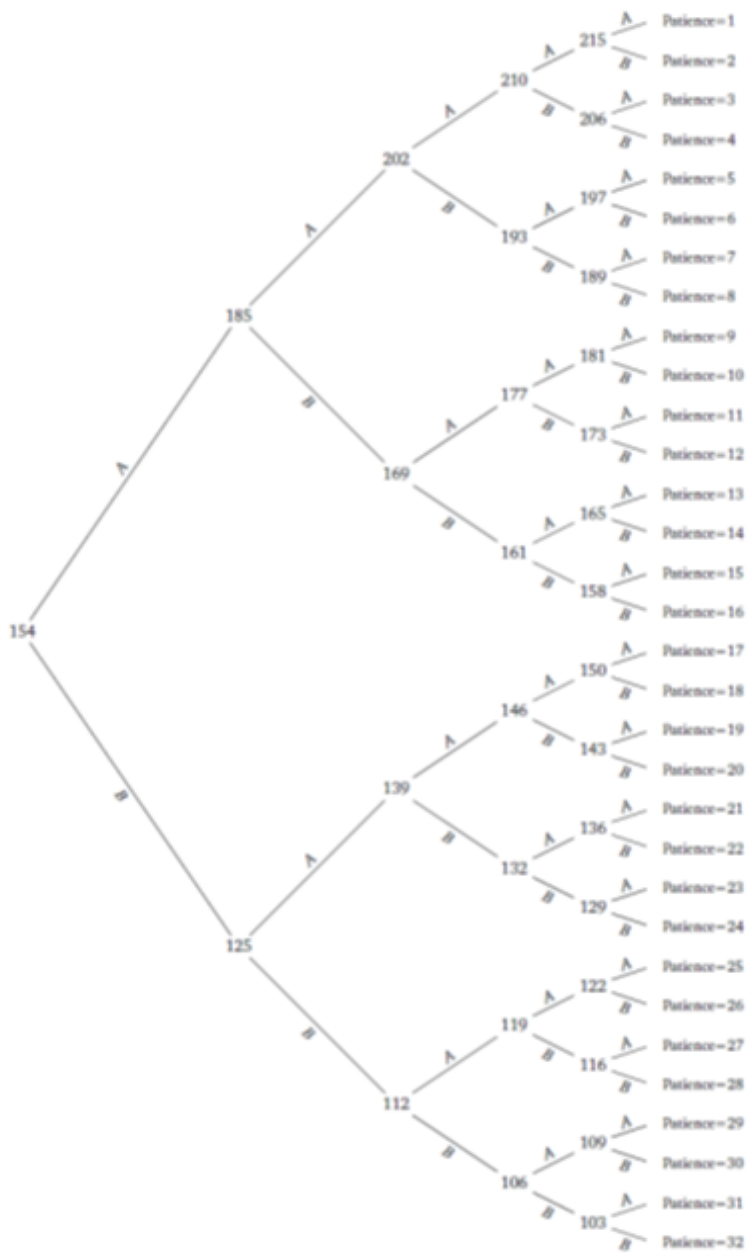 A Patience=1
215
A B Patience=2
210
B A Patience=3
206
A B Patience=4
202
A Patience=5
197
B A B Patience=6
193
B A Patience=7
189
A B Patience=8
185
A Patience=9
181
A B Patience=10
177
B B A Patience=11
173
A B Patience=12
169
A Patience=13
165
B A B Patience=14
161
B A Patience=15
158
A B Patience=16
154
A Patience=17
150
A B Patience=18
146
B A Patience=19
143
A B Patience=20
139
B A Patience=21
136
B A B Patience=22
132
B A Patience=23
129
A B Patience=24
125
A Patience=25
122
A B Patience=26
119
B B A Patience=27
116
A B Patience=28
112
A Patience=29
109
B A B Patience=30
106
B A Patience=31
103
B Patience=32